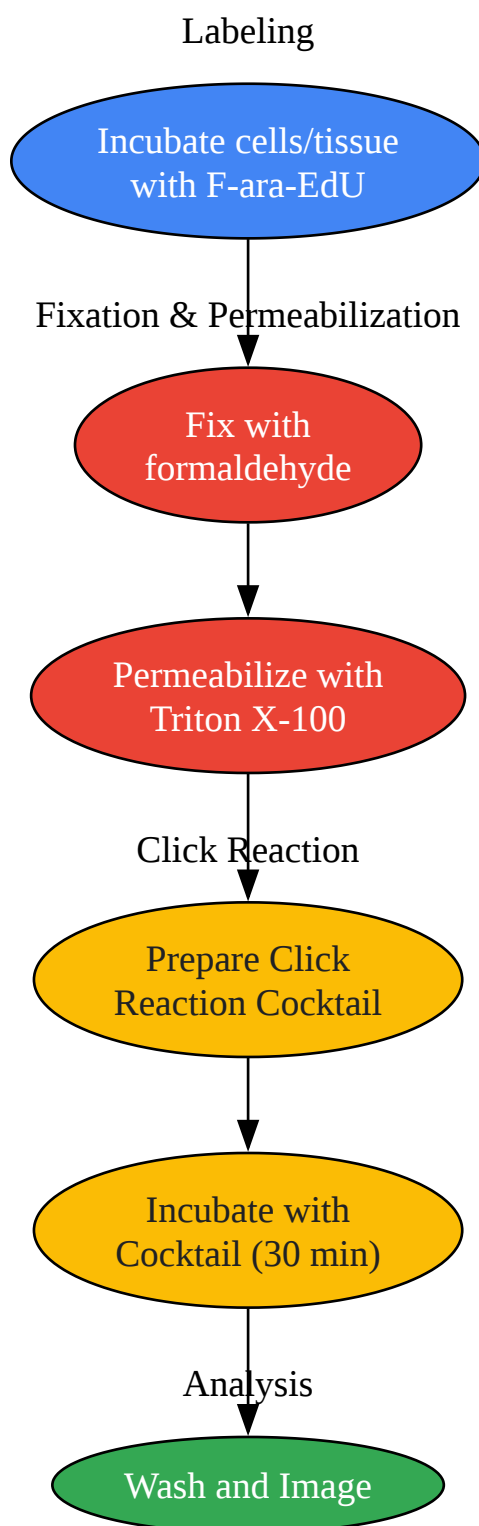 Labeling
Incubate cells/tissue
with F-ara-EdU
Fixation & Permeabilization
Fix with
formaldehyde
Permeabilize with
Triton X-100
Click Reaction
Prepare Click
Reaction Cocktail
Incubate with
Cocktail (30 min)
Analysis
Wash and Image